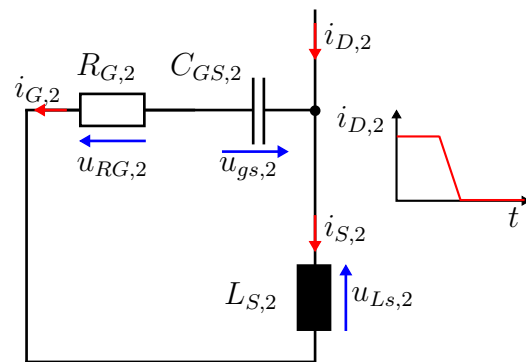 i_{D,2}
R_{G,2}
C_{GS,2}
i_{G,2}
u_{RG,2}
u_{gs,2}
i_{D,2}
t
i_{S,2}
L_{S,2}
u_{Ls,2}